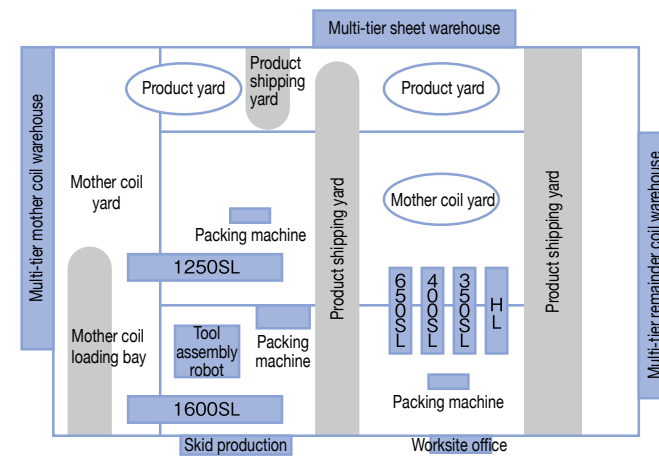 Multi-tier sheet warehouse
Product yard
Product
shipping
yard
Product yard
Multi-tier mother coil warehouse
Mother coil
yard
Mother coil yard
Packing machine
1250SL
Product shipping yard
Product shipping yard
Multi-tier remainder coil warehouse
650SL
400SL
350SL
HL
Mother coil
loading bay
Tool
assembly
robot
Packing
machine
Packing machine
1600SL
Skid production
Worksite office